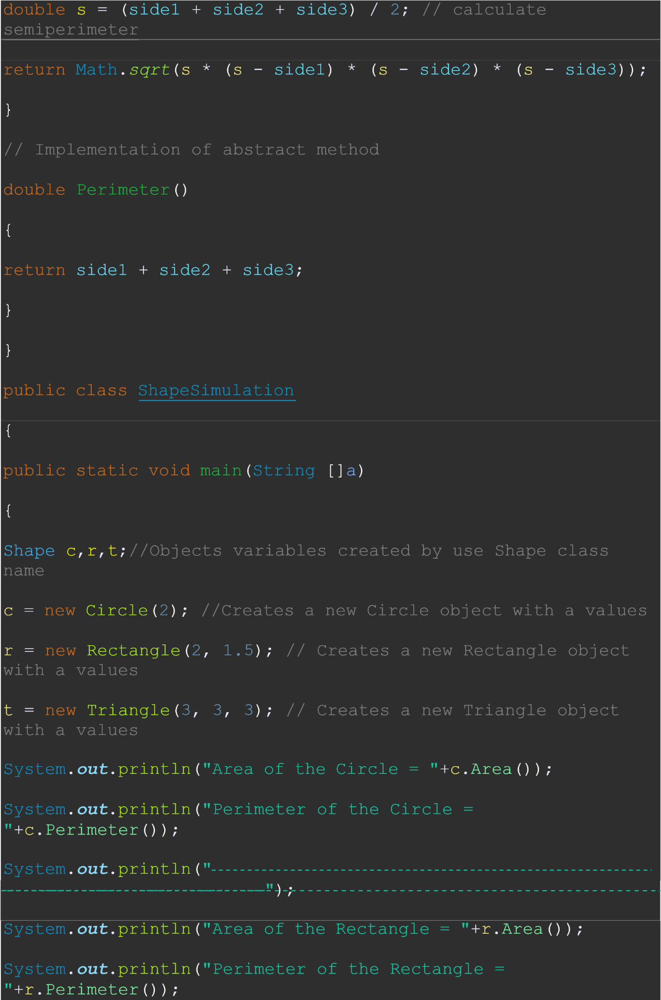 double s = (side1 + side2 + side3) / 2; // calculate
semiperimeter
return Math.sqrt(s * (s - side1) * (s - side2) * (s - side3));
}
// Implementation of abstract method
double Perimeter()
{
return side1 + side2 + side3;
}
}
public class ShapeSimulation
{
public static void main(String []a)
{
Shape c,r,t;//Objects variables created by use Shape class
name
c = new Circle(2); //Creates a new Circle object with a values
r = new Rectangle(2, 1.5); // Creates a new Rectangle object
with a values
t = new Triangle(3, 3, 3); // Creates a new Triangle object
with a values
System.out.println("Area of the Circle = "+c.Area());
System.out.println("Perimeter of the Circle =
"+c.Perimeter());
System.out.println("------------------------------------------
-------------------------");
System.out.println("Area of the Rectangle = "+r.Area());
System.out.println("Perimeter of the Rectangle =
"+r.Perimeter());